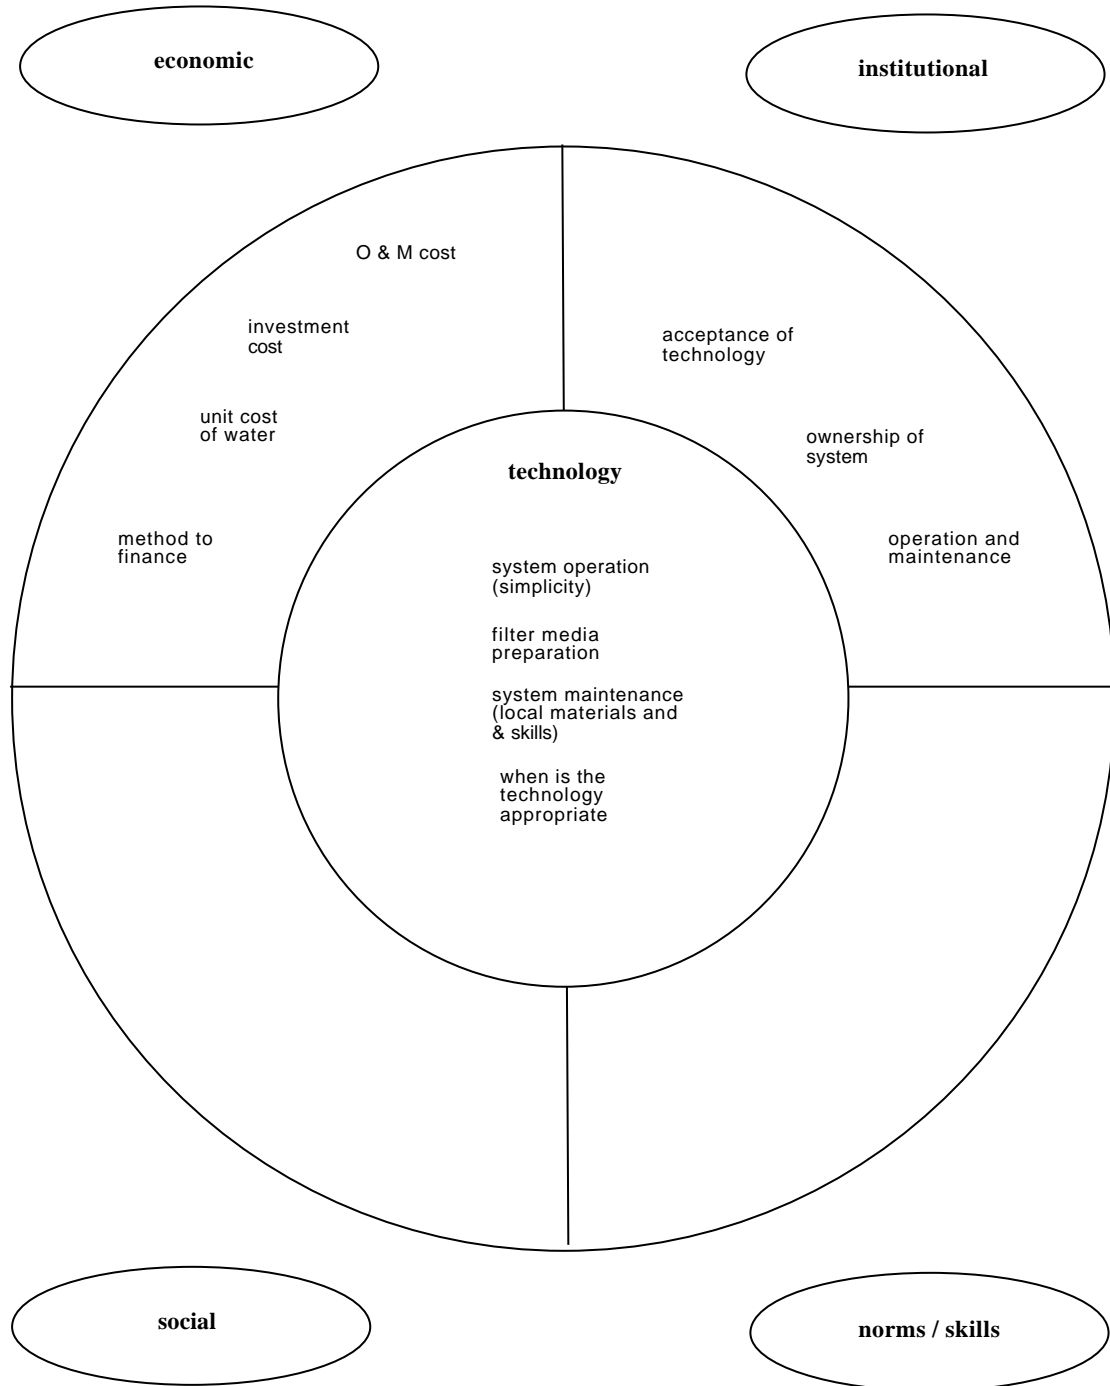 economic
institutional
O & M cost
investment
cost
unit cost
of water
method to
finance
acceptance of
technology
ownership of
system
operation and
maintenance
technology
system operation
(simplicity)
filter media
preparation
system maintenance
(local materials and
& skills)
when is the
technology
appropriate
social
norms / skills